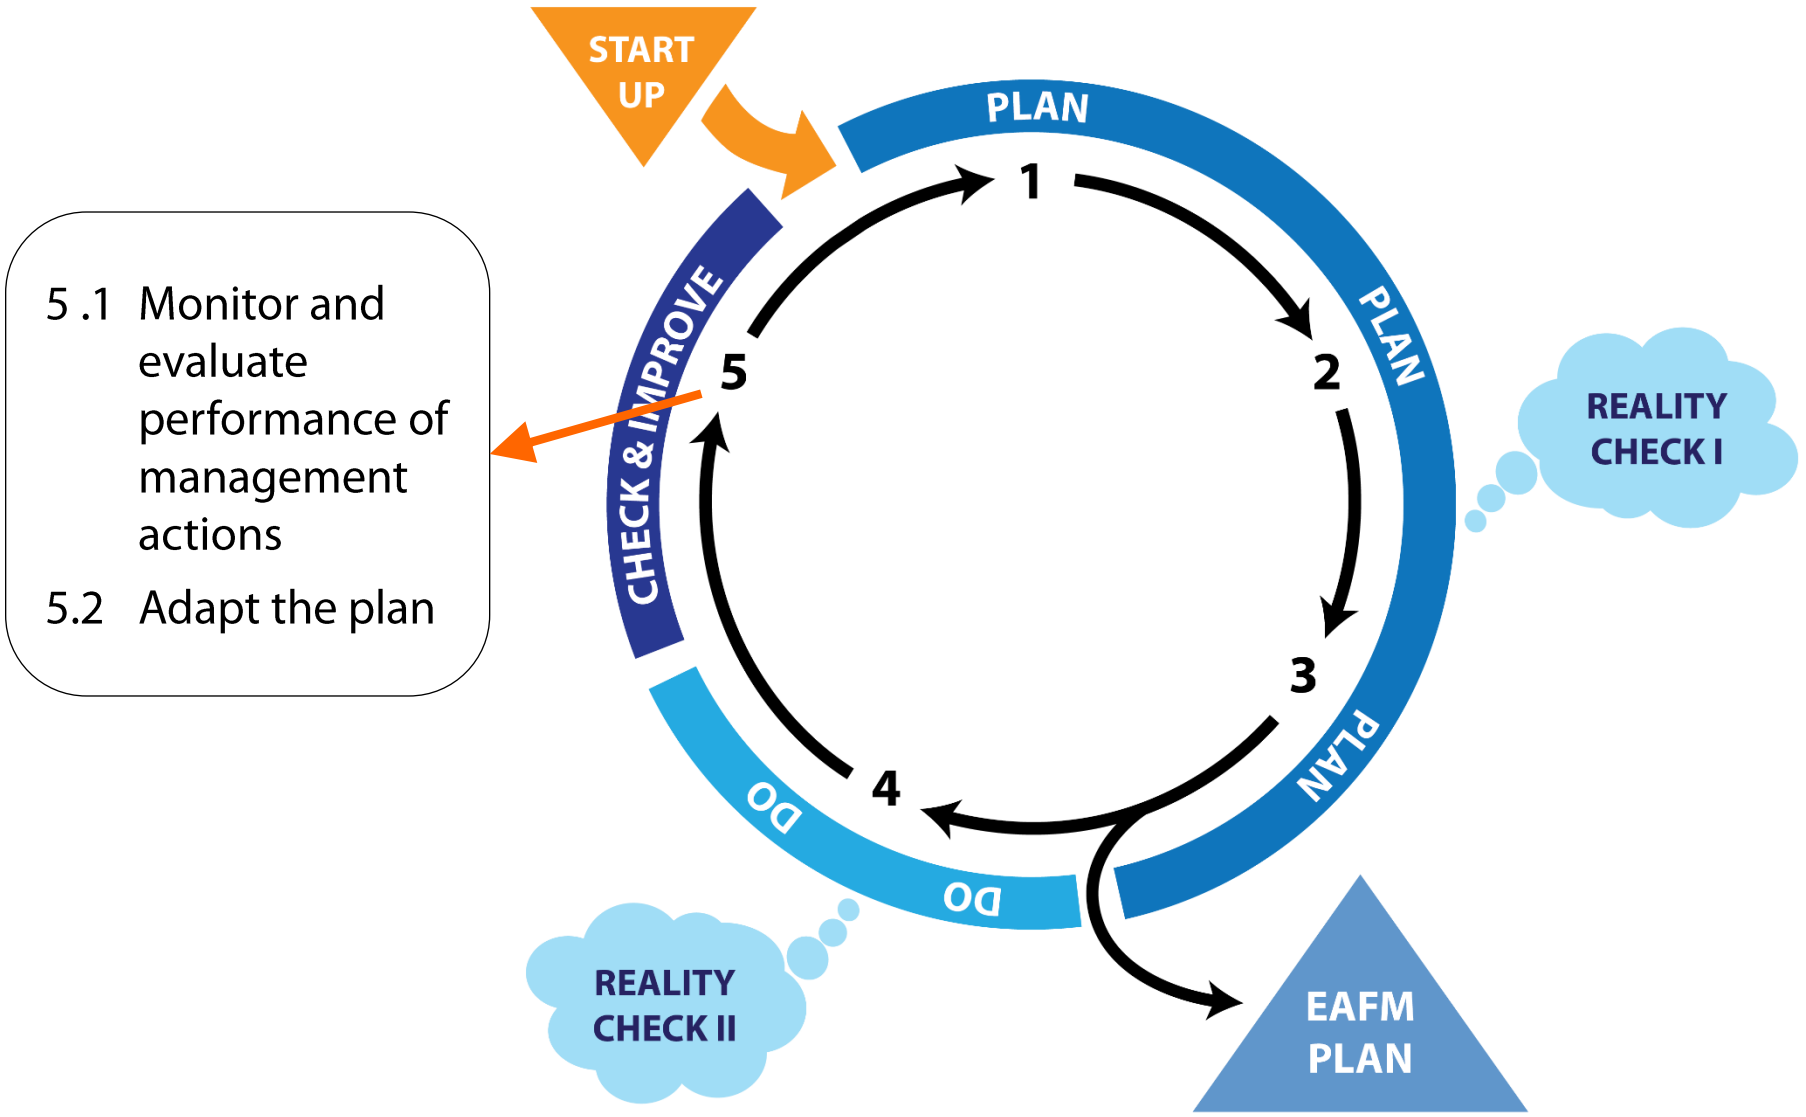 START
UP
PLAN
1
PLAN
2
REALITY
CHECK I
3
PLAN
EAFM
PLAN
4
DO
DO
REALITY
CHECK II
5
CHECK & IMPROVE
5 .1 Monitor and
evaluate
performance of
management
actions
5.2 Adapt the plan